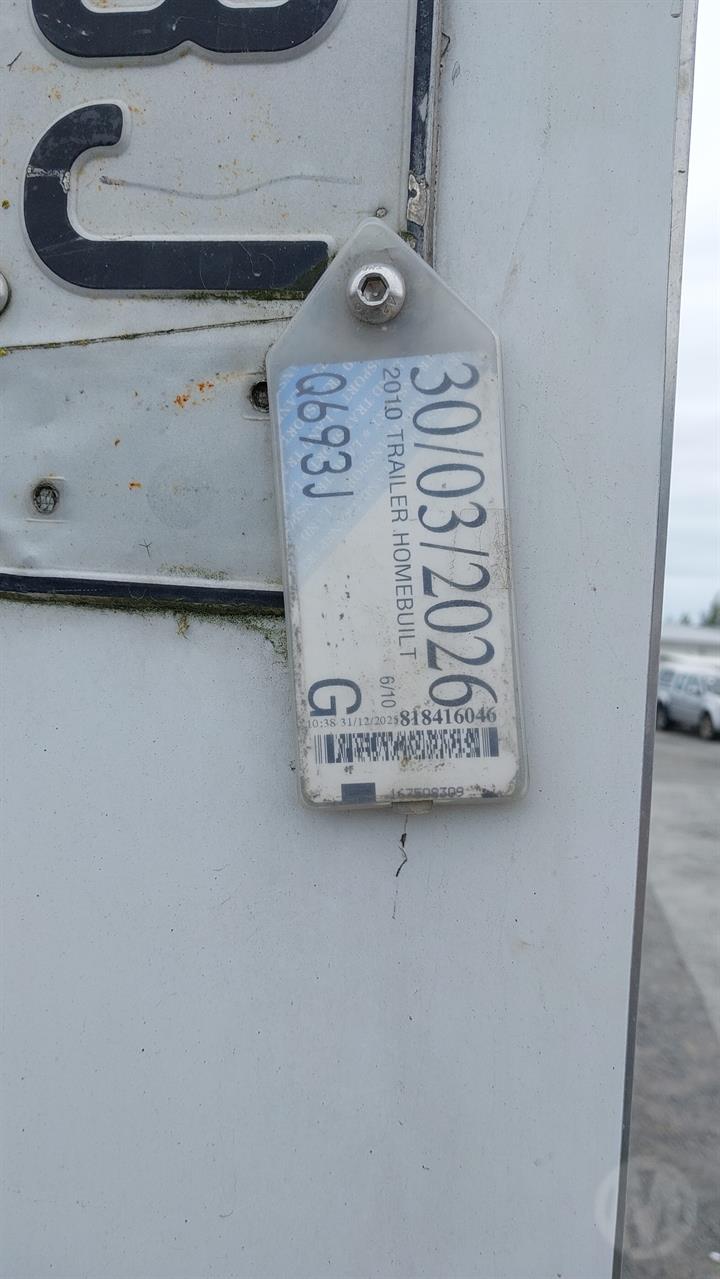 J
30/03/2026
2010 TRAILER HOMEBUILT 6/10
Q693J G
10:38 31/12/2025 818416046